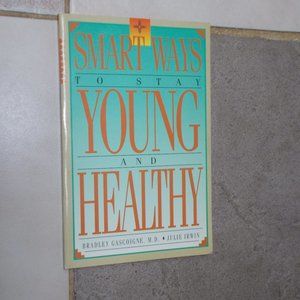 SMART WAYS
TO STAY
YOUNG
AND
HEALTHY
BRADLEY GASCOIGNE, M.D. • JULIE IRWIN